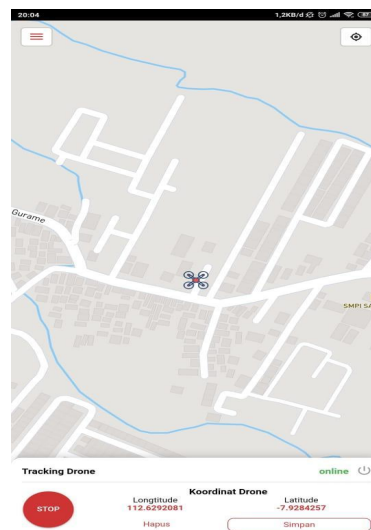 20:04 1,2KB/d
Gurame
SMPI SA
Tracking Drone online
Koordinat Drone
Longtitude Latitude
112.6292081 -7.9284257
STOP
Hapus Simpan